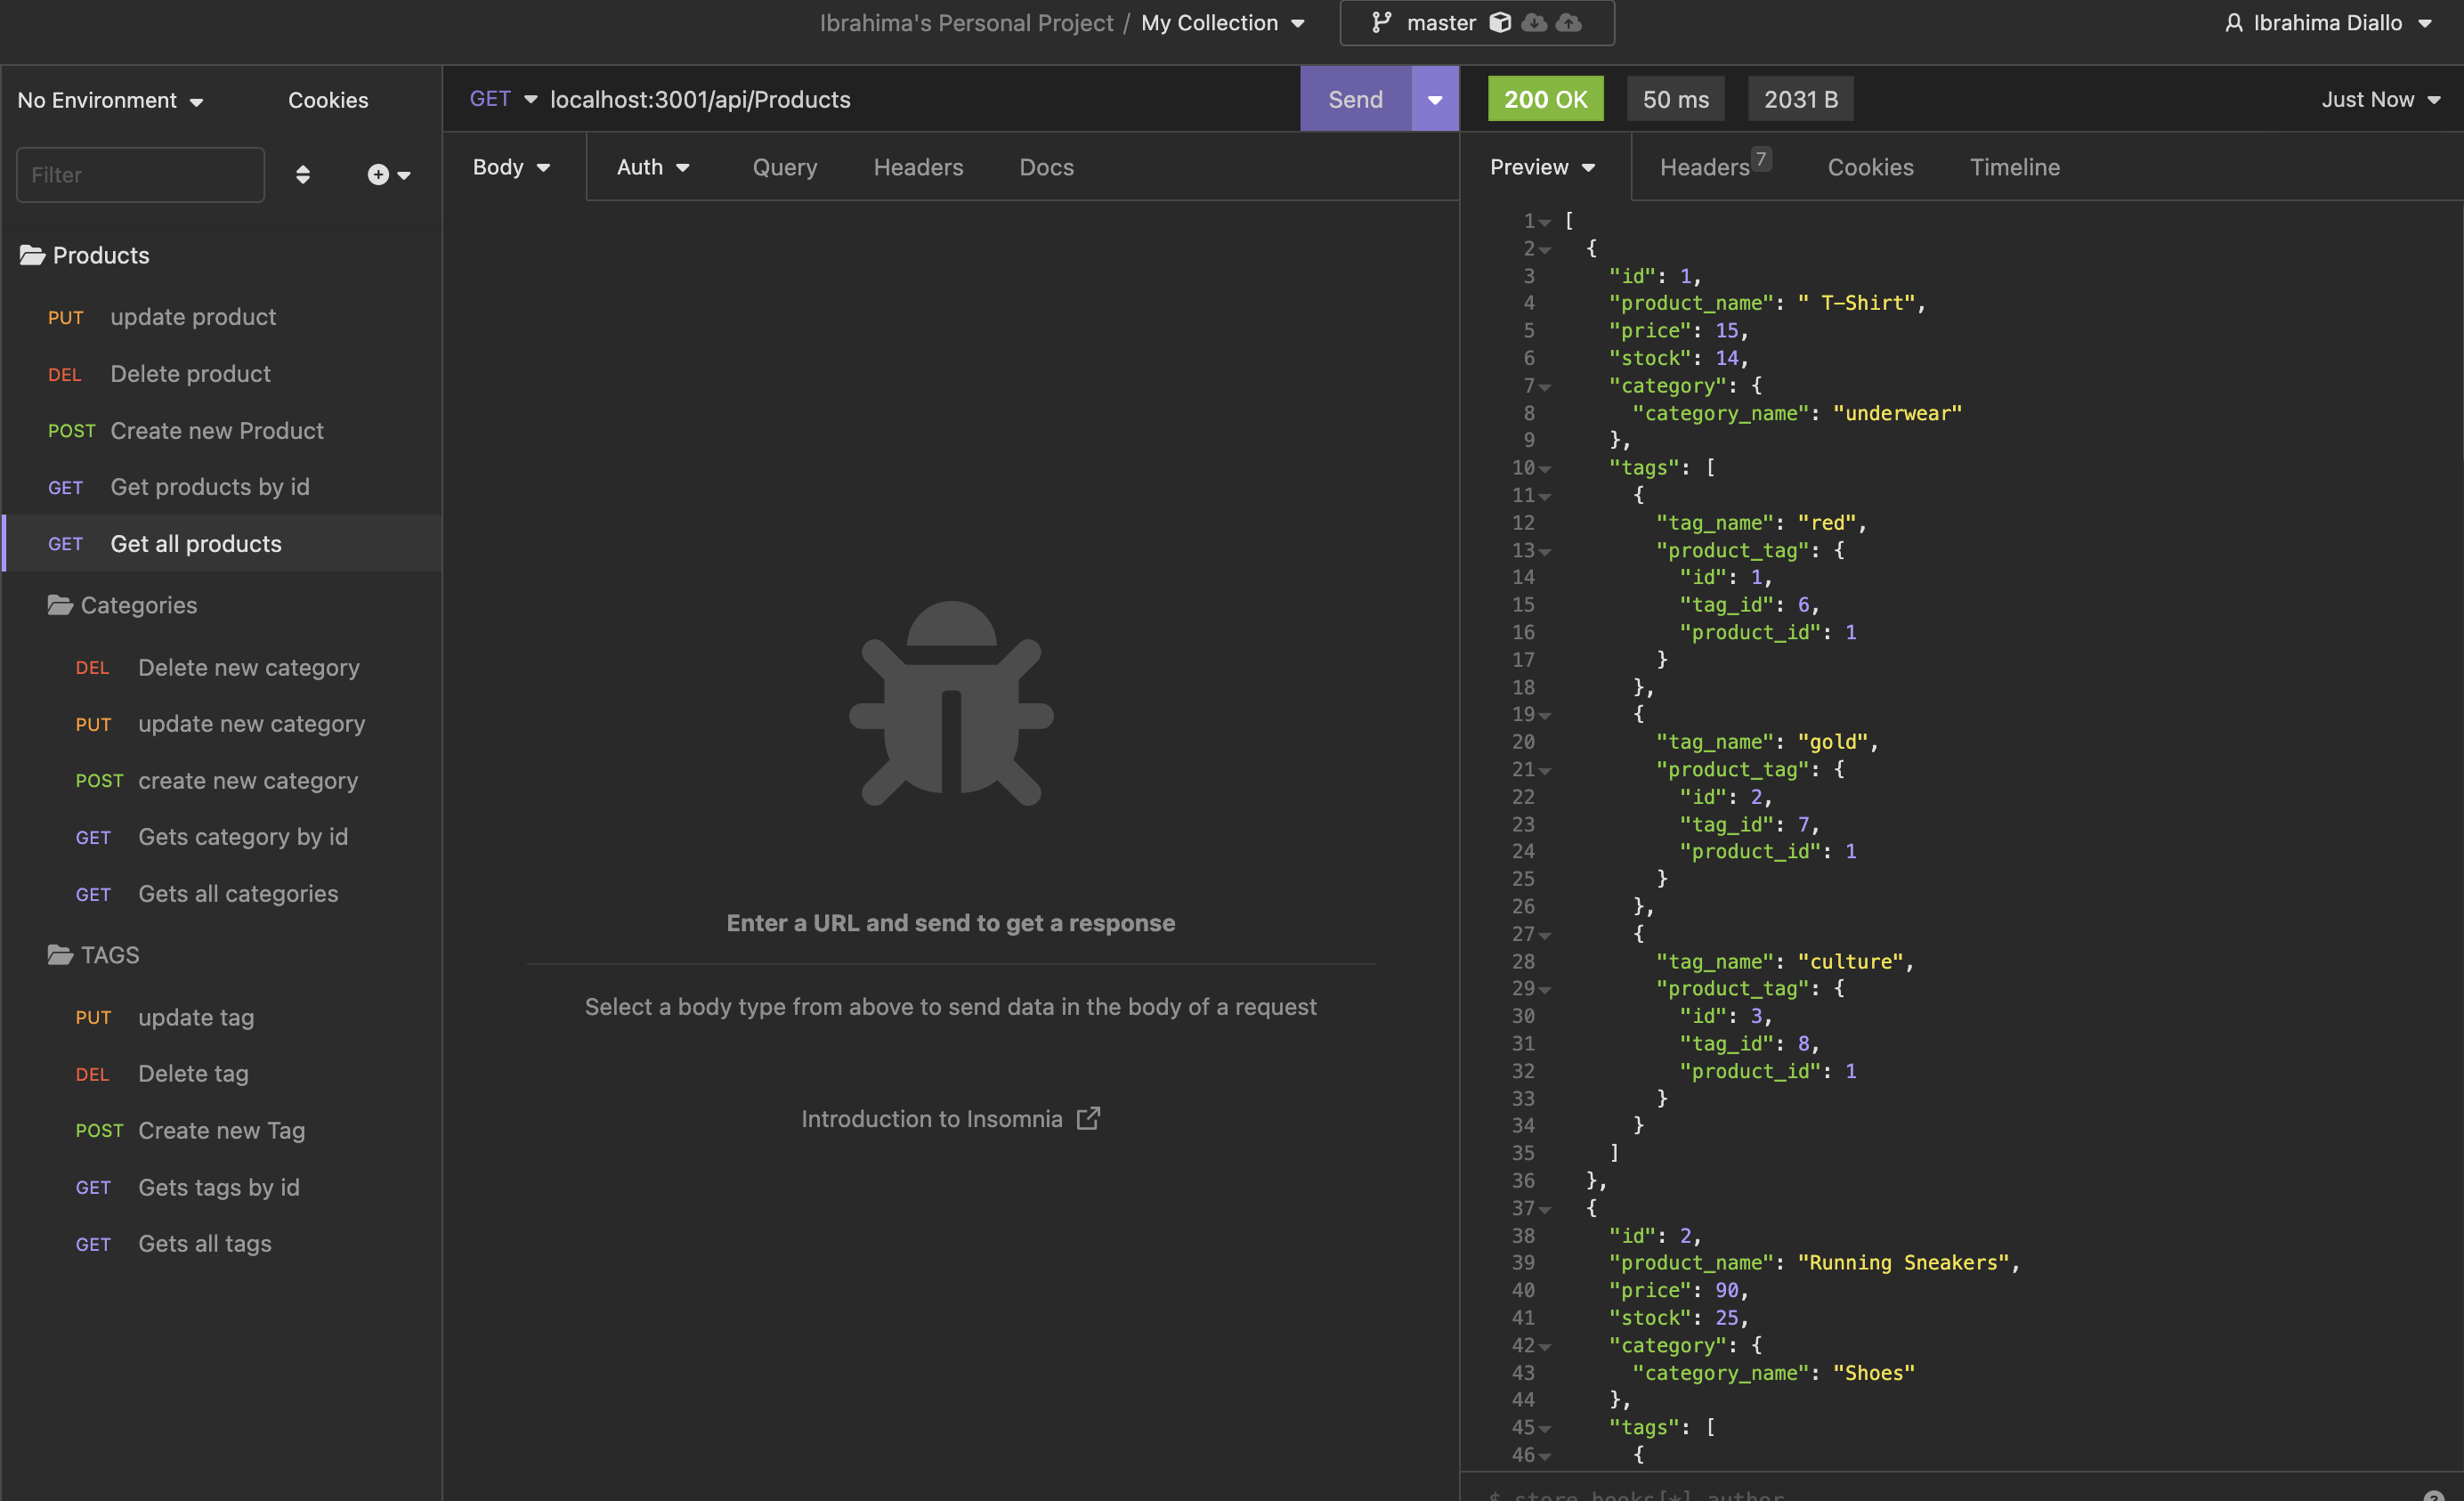 Ibrahima's Personal Project / My Collection
master
Ibrahima Diallo
No Environment
Cookies
Filter
Products
PUT update product
DEL Delete product
POST Create new Product
GET Get products by id
GET Get all products
Categories
DEL Delete new category
PUT update new category
POST create new category
GET Gets category by id
GET Gets all categories
TAGS
PUT update tag
DEL Delete tag
POST Create new Tag
GET Gets tags by id
GET Gets all tags
GET localhost:3001/api/Products
Send
Body Auth Query Headers Docs
Enter a URL and send to get a response
Select a body type from above to send data in the body of a request
Introduction to Insomnia
200 OK 50 ms 2031 B Just Now
Preview Headers 7 Cookies Timeline
1 [
2 {
3 "id": 1,
4 "product_name": " T-Shirt",
5 "price": 15,
6 "stock": 14,
7 "category": {
8 "category_name": "underwear"
9 },
10 "tags": [
11 {
12 "tag_name": "red",
13 "product_tag": {
14 "id": 1,
15 "tag_id": 6,
16 "product_id": 1
17 }
18 },
19 {
20 "tag_name": "gold",
21 "product_tag": {
22 "id": 2,
23 "tag_id": 7,
24 "product_id": 1
25 }
26 },
27 {
28 "tag_name": "culture",
29 "product_tag": {
30 "id": 3,
31 "tag_id": 8,
32 "product_id": 1
33 }
34 }
35 ]
36 },
37 {
38 "id": 2,
39 "product_name": "Running Sneakers",
40 "price": 90,
41 "stock": 25,
42 "category": {
43 "category_name": "Shoes"
44 },
45 "tags": [
46 {
$.store.books[*].author